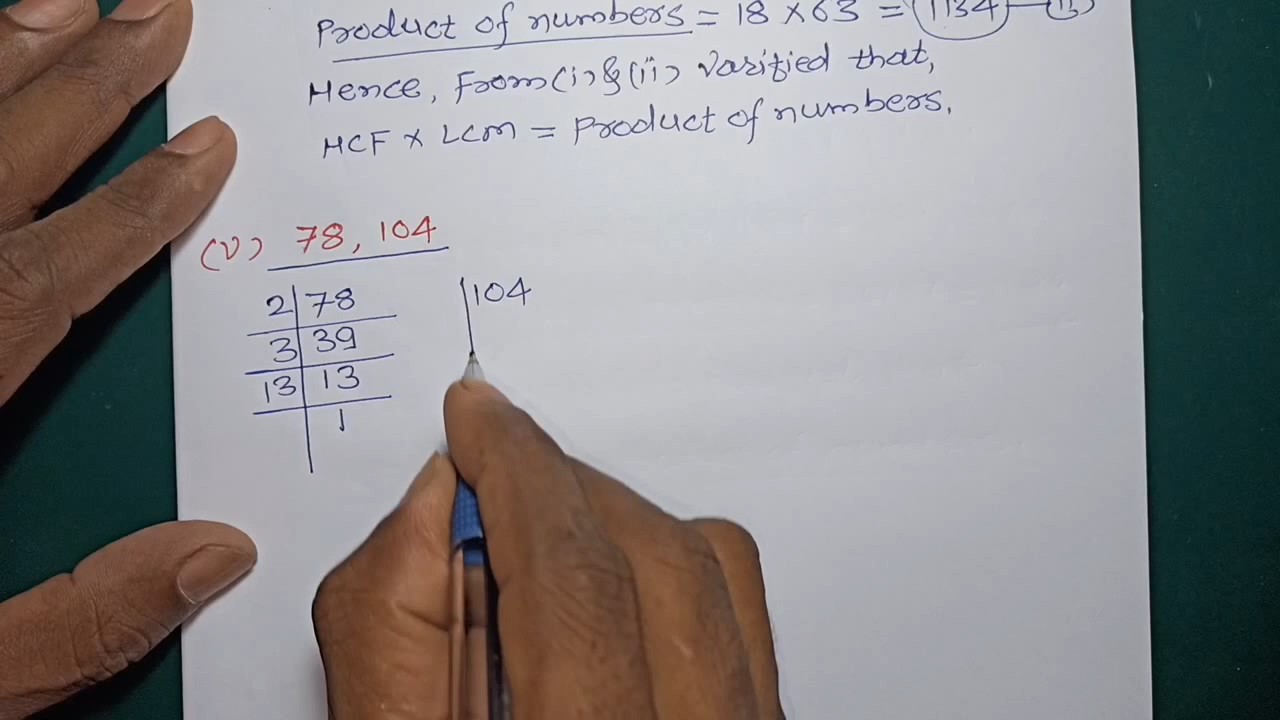 Product of numbers = 18 × 63 = 1134 — (ii)
Hence, From (i) & (ii) varified that,
HCF × LCM = Product of numbers.
(V) 78, 104
2 78
3 39
13 13
1
104